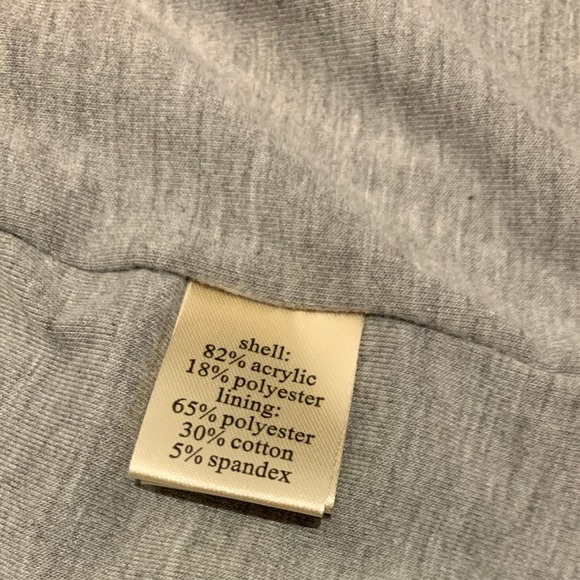 shell:
82% acrylic
18% polyester
lining:
65% polyester
30% cotton
5% spandex